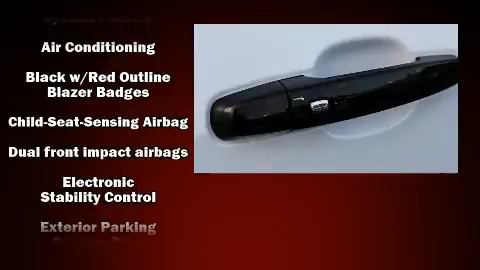 Air Conditioning
Black w/Red Outline
Blazer Badges
Child-Seat-Sensing Airbag
Dual front impact airbags
Electronic
Stability Control
Exterior Parking